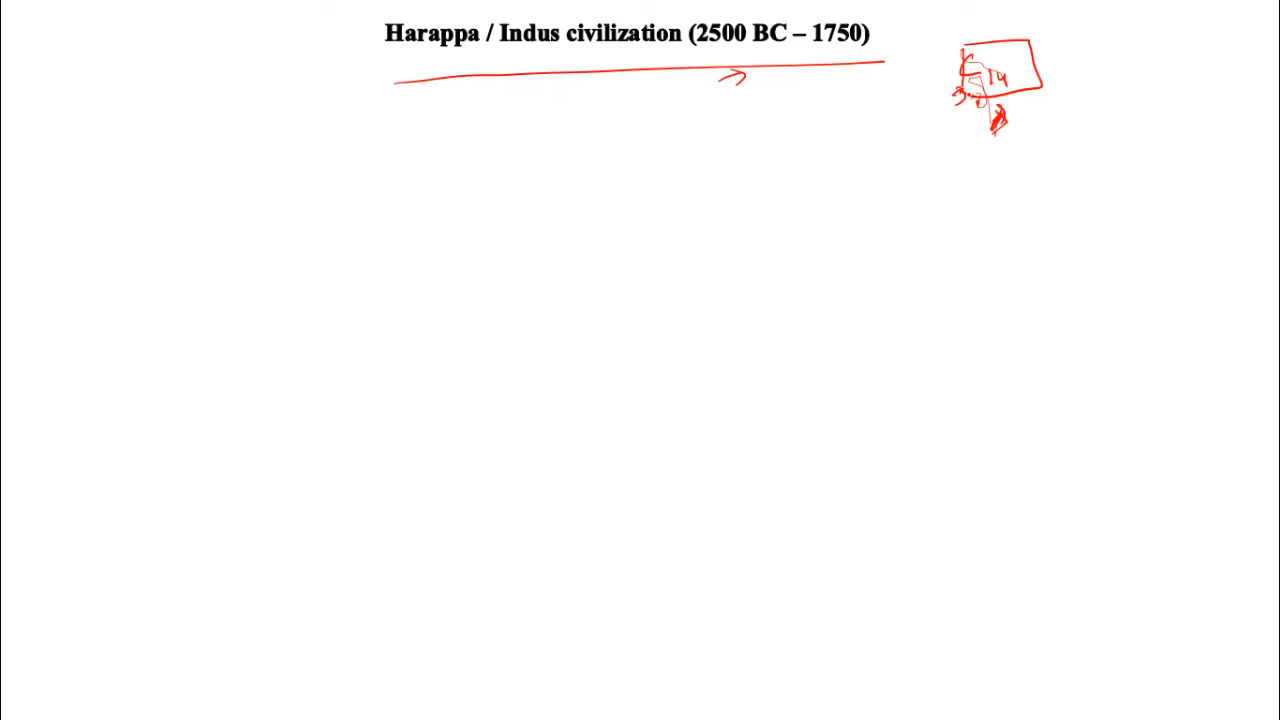 Harappa / Indus civilization (2500 BC – 1750)